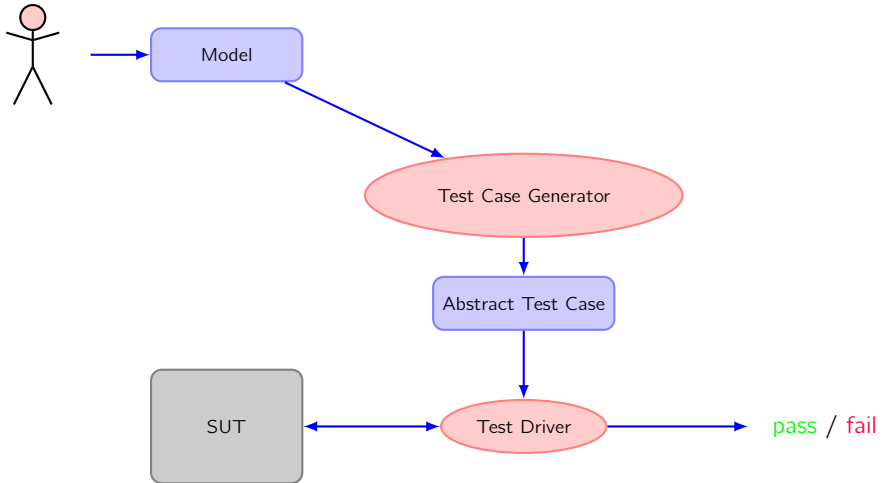 Model
Test Case Generator
Abstract Test Case
SUT
Test Driver
pass / fail